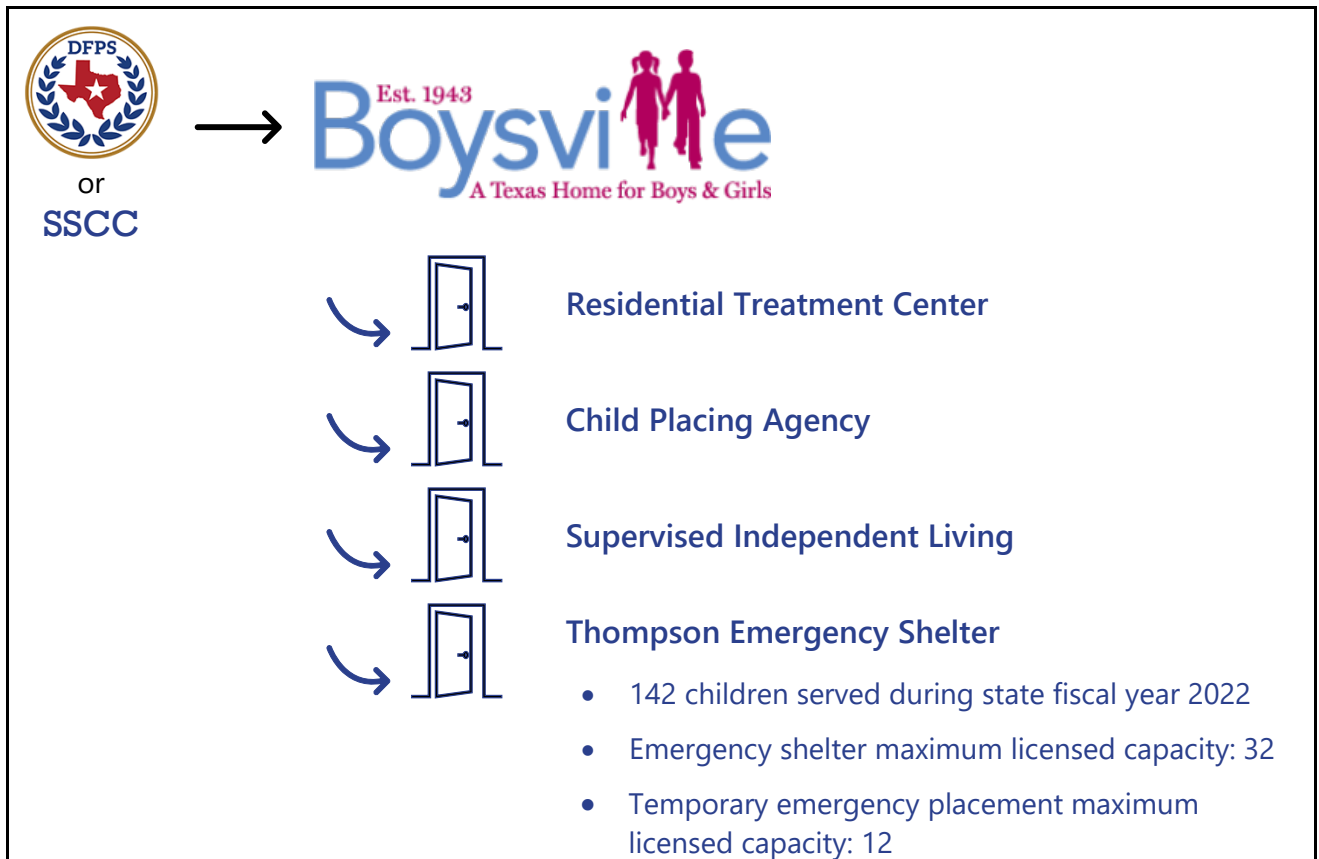 DFPS
or
SSCC
Est. 1943
Boysville
A Texas Home for Boys & Girls
Residential Treatment Center
Child Placing Agency
Supervised Independent Living
Thompson Emergency Shelter
• 142 children served during state fiscal year 2022
• Emergency shelter maximum licensed capacity: 32
• Temporary emergency placement maximum
licensed capacity: 12